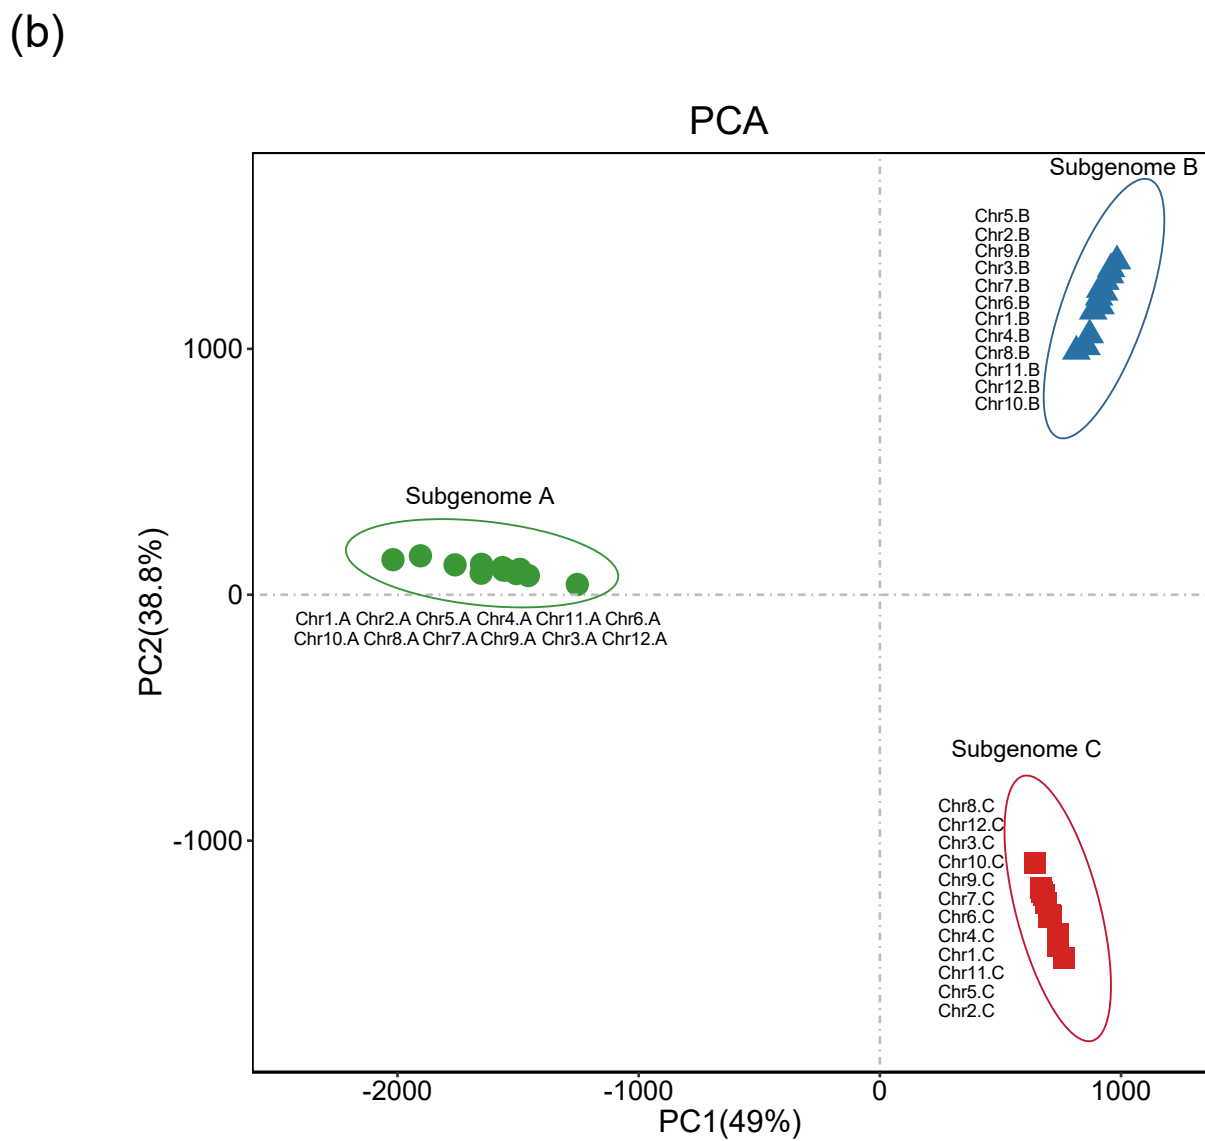 (b)
PCA
Subgenome B
Chr5.B
Chr2.B
Chr9.B
Chr3.B
Chr7.B
Chr6.B
Chr1.B
Chr4.B
Chr8.B
Chr11.B
Chr12.B
Chr10.B
1000
Subgenome A
0
Chr1.A Chr2.A Chr5.A Chr4.A Chr11.A Chr6.A
Chr10.A Chr8.A Chr7.A Chr9.A Chr3.A Chr12.A
PC2(38.8%)
Subgenome C
Chr8.C
Chr12.C
Chr3.C
Chr10.C
Chr9.C
Chr7.C
Chr6.C
Chr4.C
Chr1.C
Chr11.C
Chr5.C
Chr2.C
-1000
-2000 -1000 0 1000
PC1(49%)